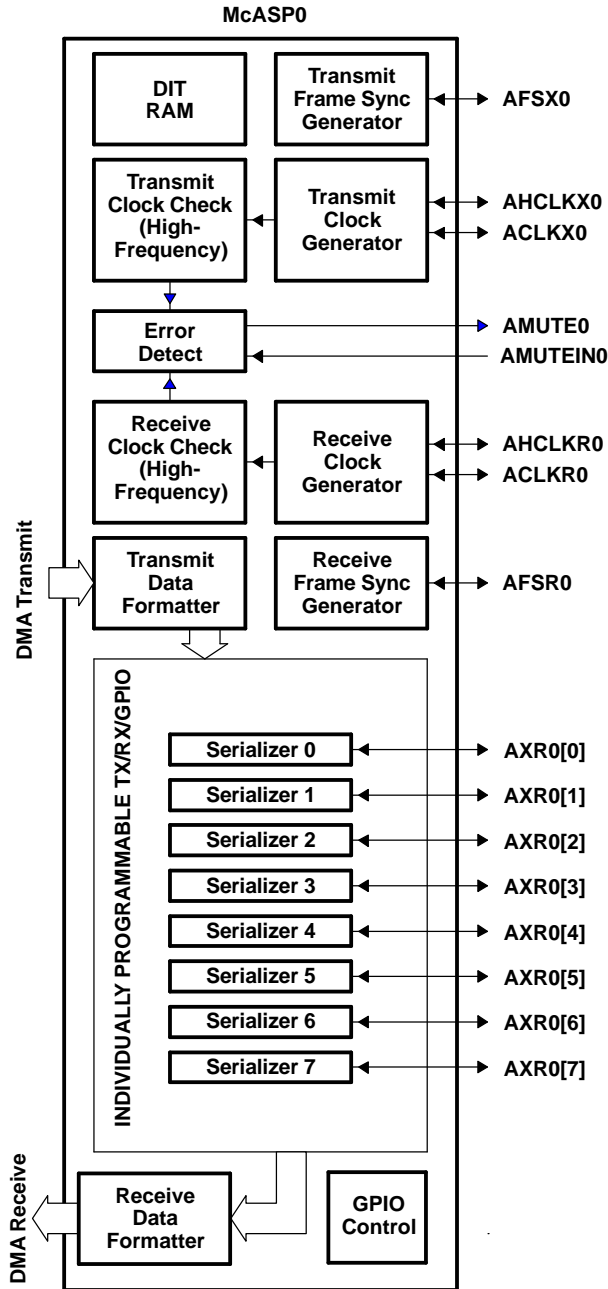 McASP0
DIT
RAM
Transmit
Frame Sync
Generator
AFSX0
Transmit
Clock Check
(High-
Frequency)
Transmit
Clock
Generator
AHCLKX0
ACLKX0
Error
Detect
AMUTE0
AMUTEIN0
Receive
Clock Check
(High-
Frequency)
Receive
Clock
Generator
AHCLKR0
ACLKR0
DMA Transmit
Transmit
Data
Formatter
Receive
Frame Sync
Generator
AFSR0
INDIVIDUALLY PROGRAMMABLE TX/RX/GPIO
Serializer 0
AXR0[0]
Serializer 1
AXR0[1]
Serializer 2
AXR0[2]
Serializer 3
AXR0[3]
Serializer 4
AXR0[4]
Serializer 5
AXR0[5]
Serializer 6
AXR0[6]
Serializer 7
AXR0[7]
DMA Receive
Receive
Data
Formatter
GPIO
Control